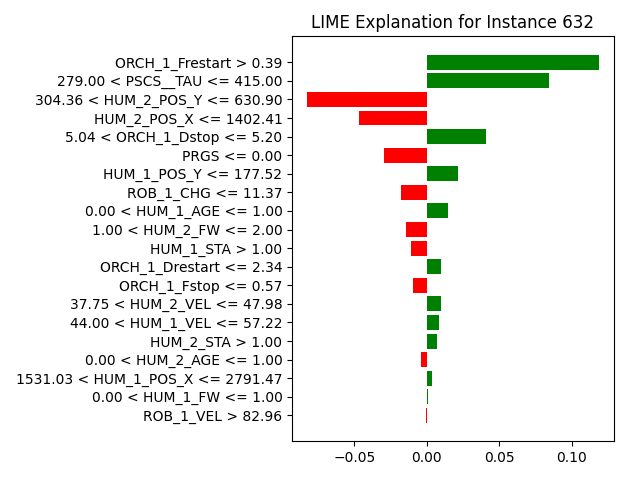 LIME Explanation for Instance 632
ORCH_1_Frestart > 0.39
279.00 < PSCS__TAU <= 415.00
304.36 < HUM_2_POS_Y <= 630.90
HUM_2_POS_X <= 1402.41
5.04 < ORCH_1_Dstop <= 5.20
PRGS <= 0.00
HUM_1_POS_Y <= 177.52
ROB_1_CHG <= 11.37
0.00 < HUM_1_AGE <= 1.00
1.00 < HUM_2_FW <= 2.00
HUM_1_STA > 1.00
ORCH_1_Drestart <= 2.34
ORCH_1_Fstop <= 0.57
37.75 < HUM_2_VEL <= 47.98
44.00 < HUM_1_VEL <= 57.22
HUM_2_STA > 1.00
0.00 < HUM_2_AGE <= 1.00
1531.03 < HUM_1_POS_X <= 2791.47
0.00 < HUM_1_FW <= 1.00
ROB_1_VEL > 82.96
−0.05 0.00 0.05 0.10